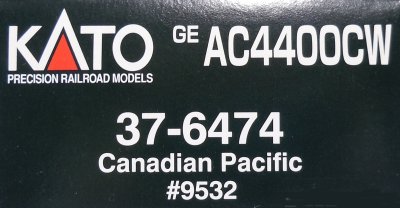 KATO
PRECISION RAILROAD MODELS
GE AC4400CW
37-6474
Canadian Pacific
#9532